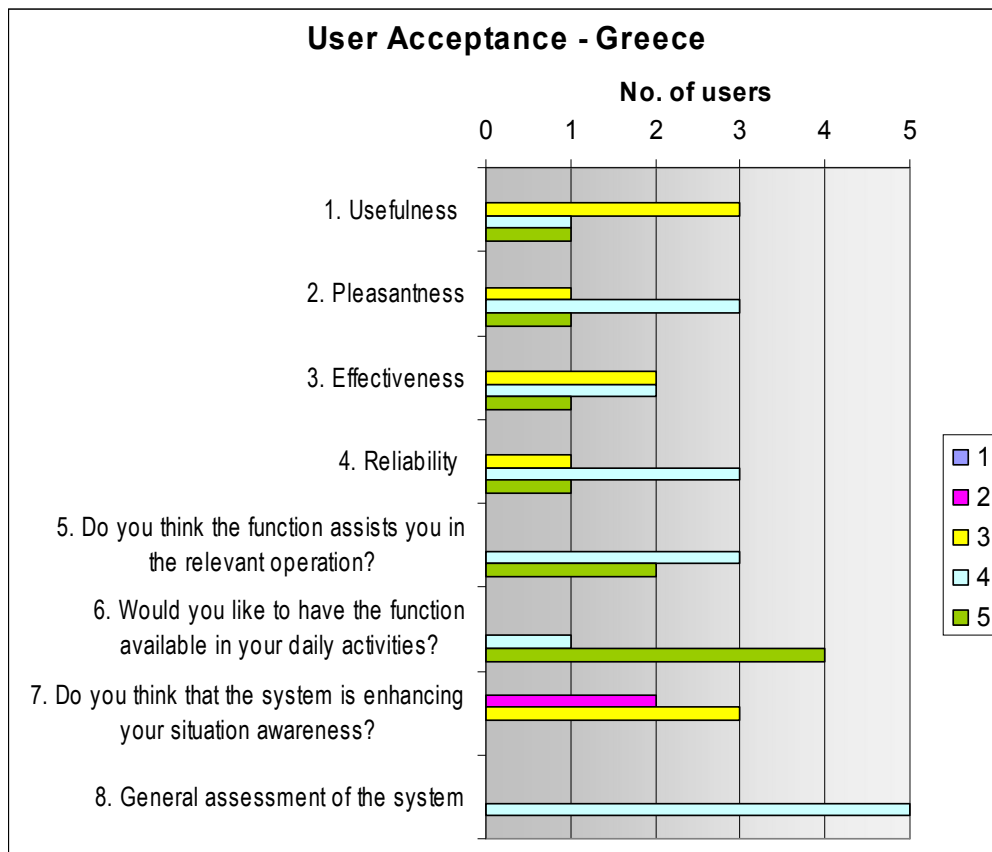 User Acceptance - Greece
No. of users
0 1 2 3 4 5
1. Usefulness
2. Pleasantness
3. Effectiveness
4. Reliability
5. Do you think the function assists you in
the relevant operation?
6. Would you like to have the function
available in your daily activities?
7. Do you think that the system is enhancing
your situation awareness?
8. General assessment of the system
1
2
3
4
5